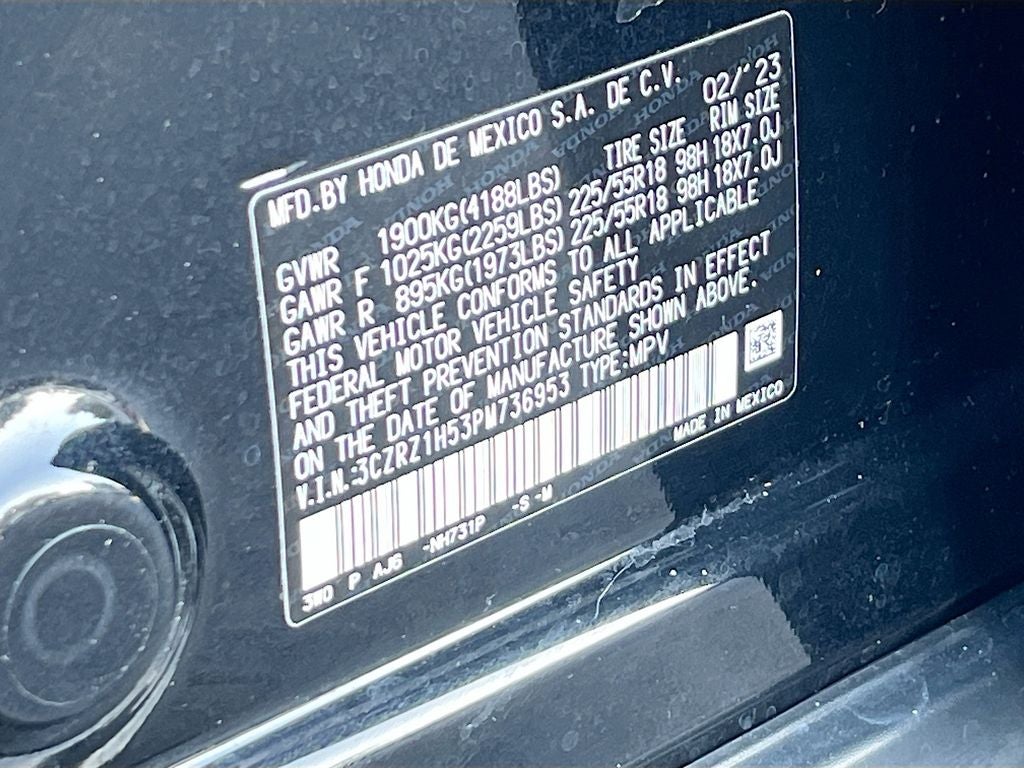 MFD.BY HONDA DE MEXICO S.A. DE C.V. 02/'23
TIRE SIZE RIM SIZE
GVWR 1900KG(4188LBS)
GAWR F 1025KG(2259LBS) 225/55R18 98H 18X7.0J
GAWR R 895KG(1973LBS) 225/55R18 98H 18X7.0J
THIS VEHICLE CONFORMS TO ALL APPLICABLE
FEDERAL MOTOR VEHICLE SAFETY
AND THEFT PREVENTION STANDARDS IN EFFECT
ON THE DATE OF MANUFACTURE SHOWN ABOVE.
V.I.N.:3CZRZ1H53PM736953 TYPE:MPV
MADE IN MEXICO
3W0 P AJ6 -NH731P -S -M